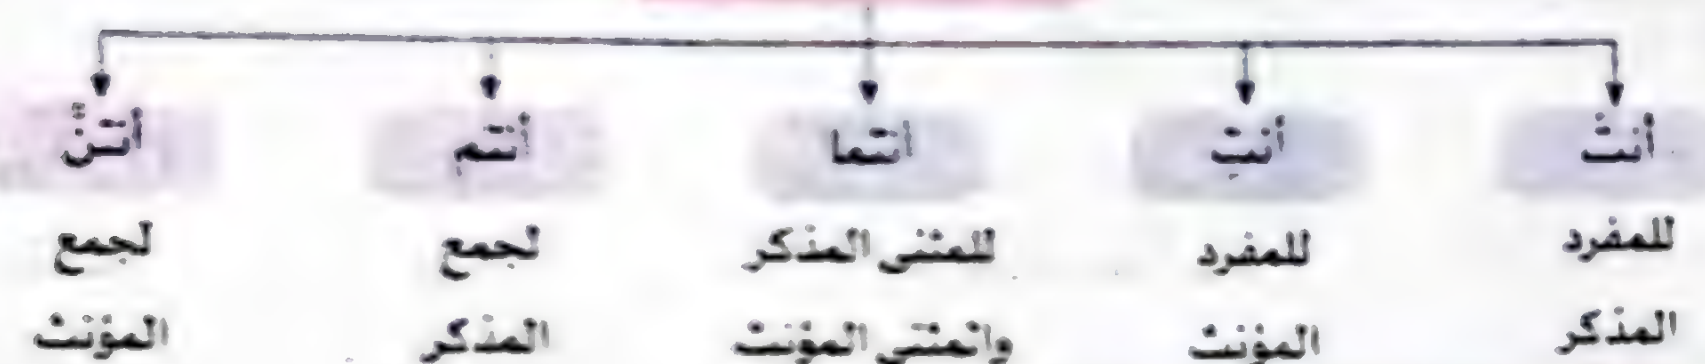 أنتَ أنتِ أنتما أنتم أنتنَّ
للمفرد للمفرد للمثنى المذكر لجمع لجمع
المذكر المؤنث والمثنى المؤنث المذكر المؤنث